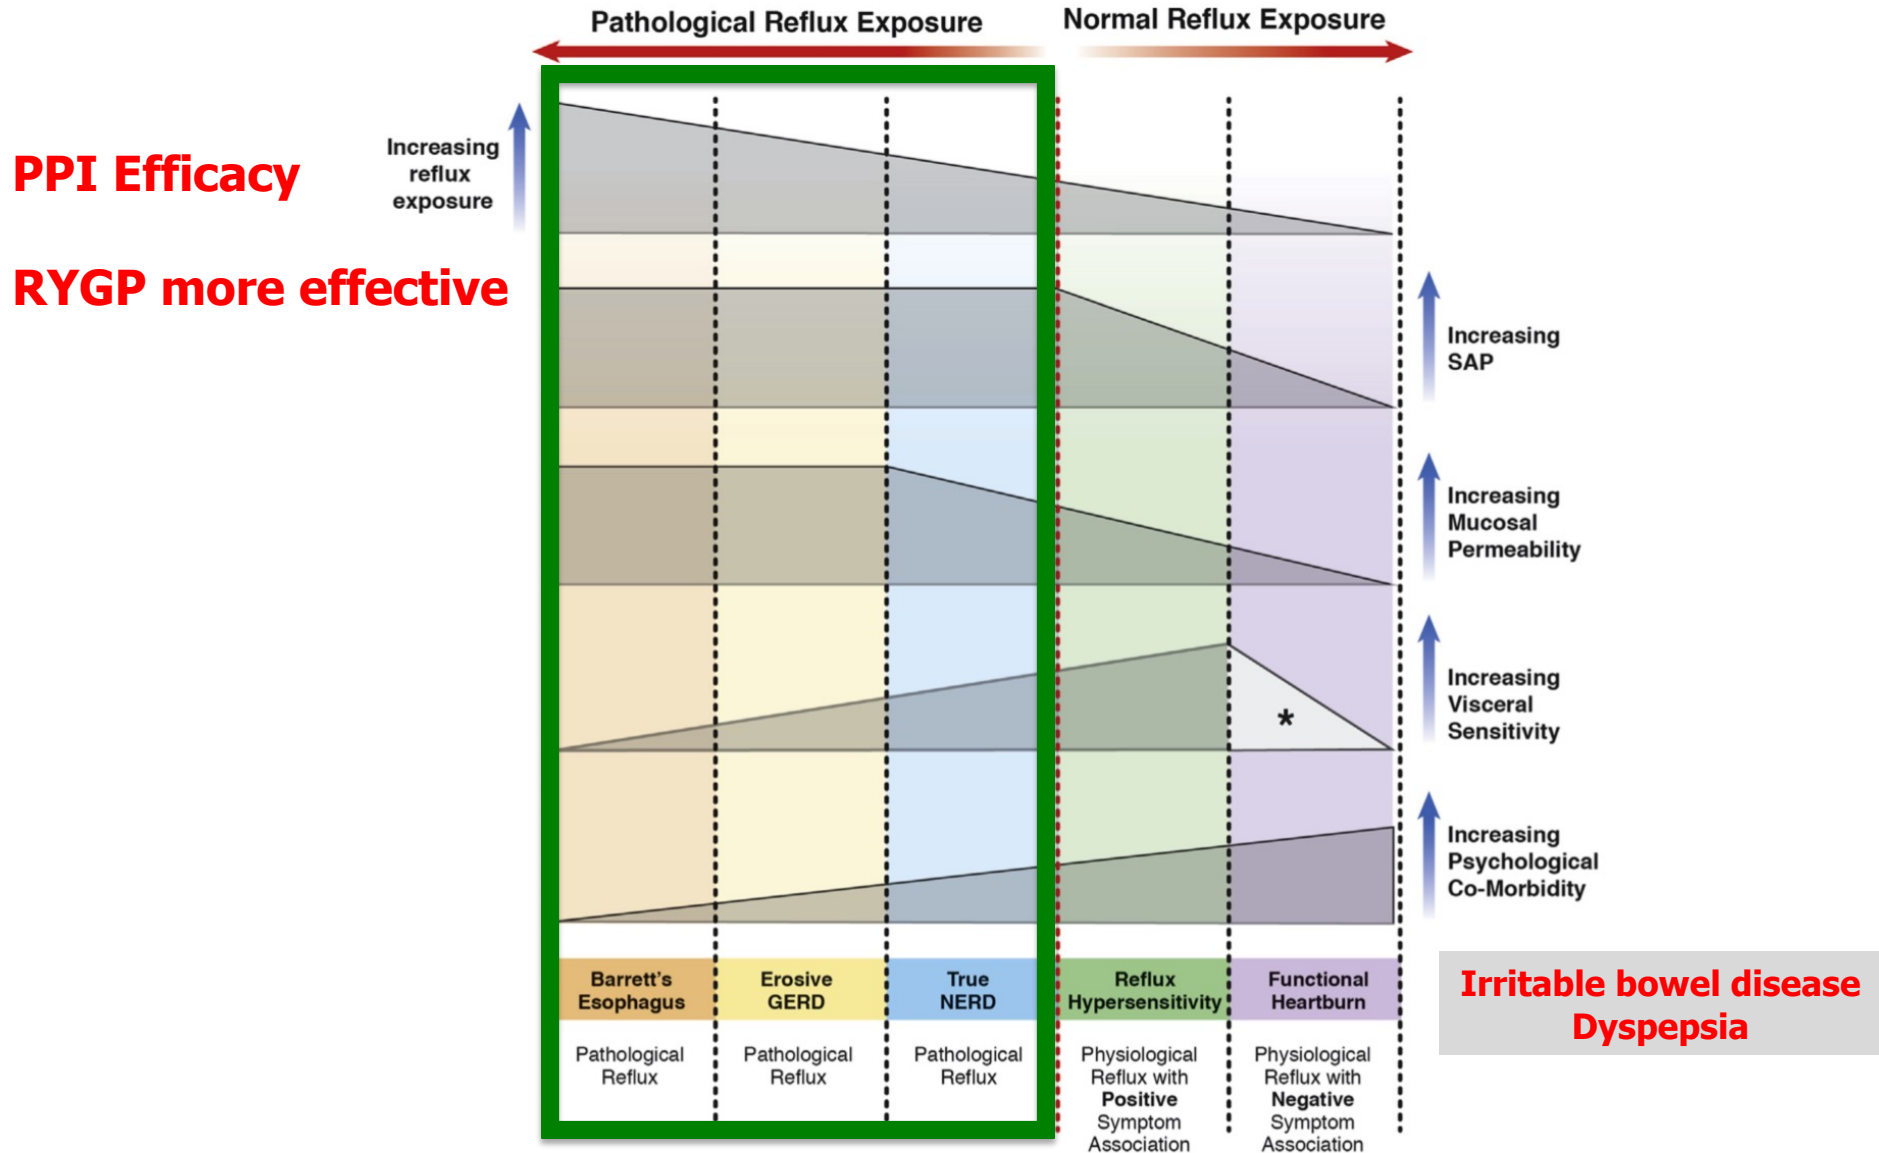 Pathological Reflux Exposure
Normal Reflux Exposure
PPI Efficacy
RYGP more effective
Increasing
reflux
exposure
Increasing
SAP
Increasing
Mucosal
Permeability
Increasing
Visceral
Sensitivity
*
Increasing
Psychological
Co-Morbidity
Barrett's
Esophagus
Erosive
GERD
True
NERD
Reflux
Hypersensitivity
Functional
Heartburn
Irritable bowel disease
Dyspepsia
Pathological
Reflux
Pathological
Reflux
Pathological
Reflux
Physiological
Reflux with
Positive
Symptom
Association
Physiological
Reflux with
Negative
Symptom
Association